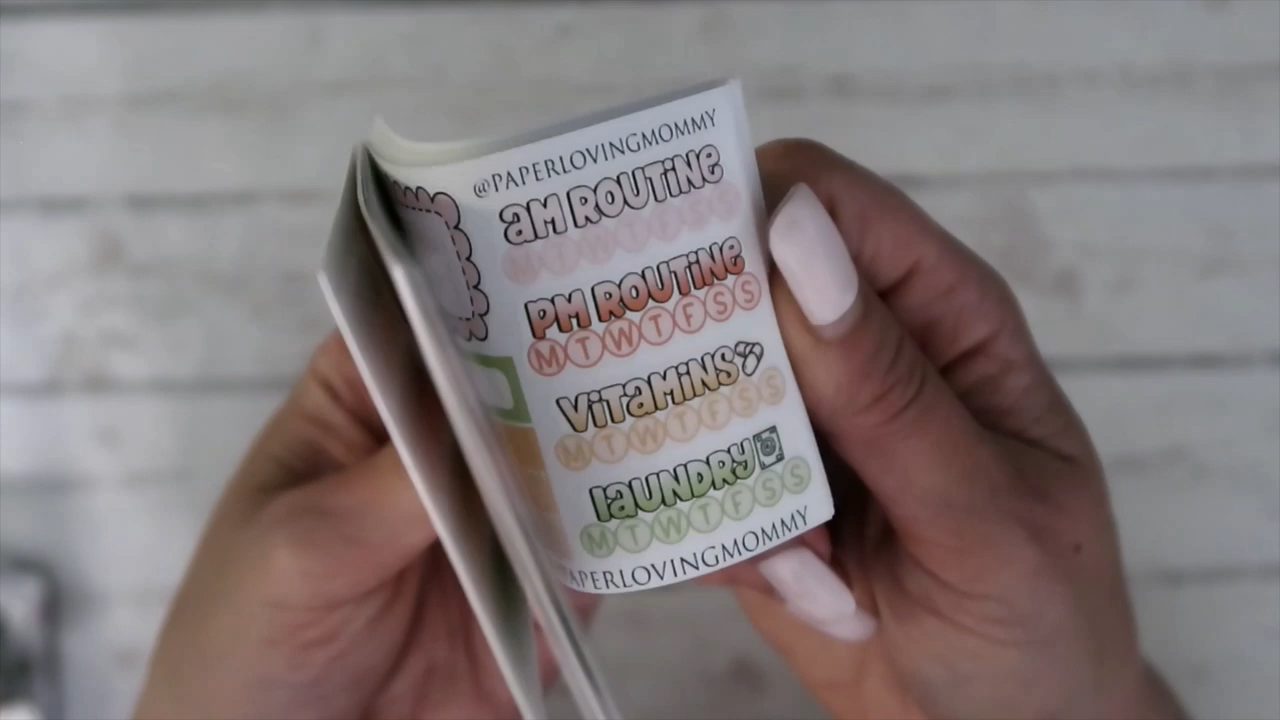 @PAPERLOVINGMOMMY
aM ROUTiNe
M T W T F S S
PM ROUTiNe
M T W T F S S
ViTaMiNS
M T W T F S S
laUNDRY
M T W T F S S
PAPERLOVINGMOMMY